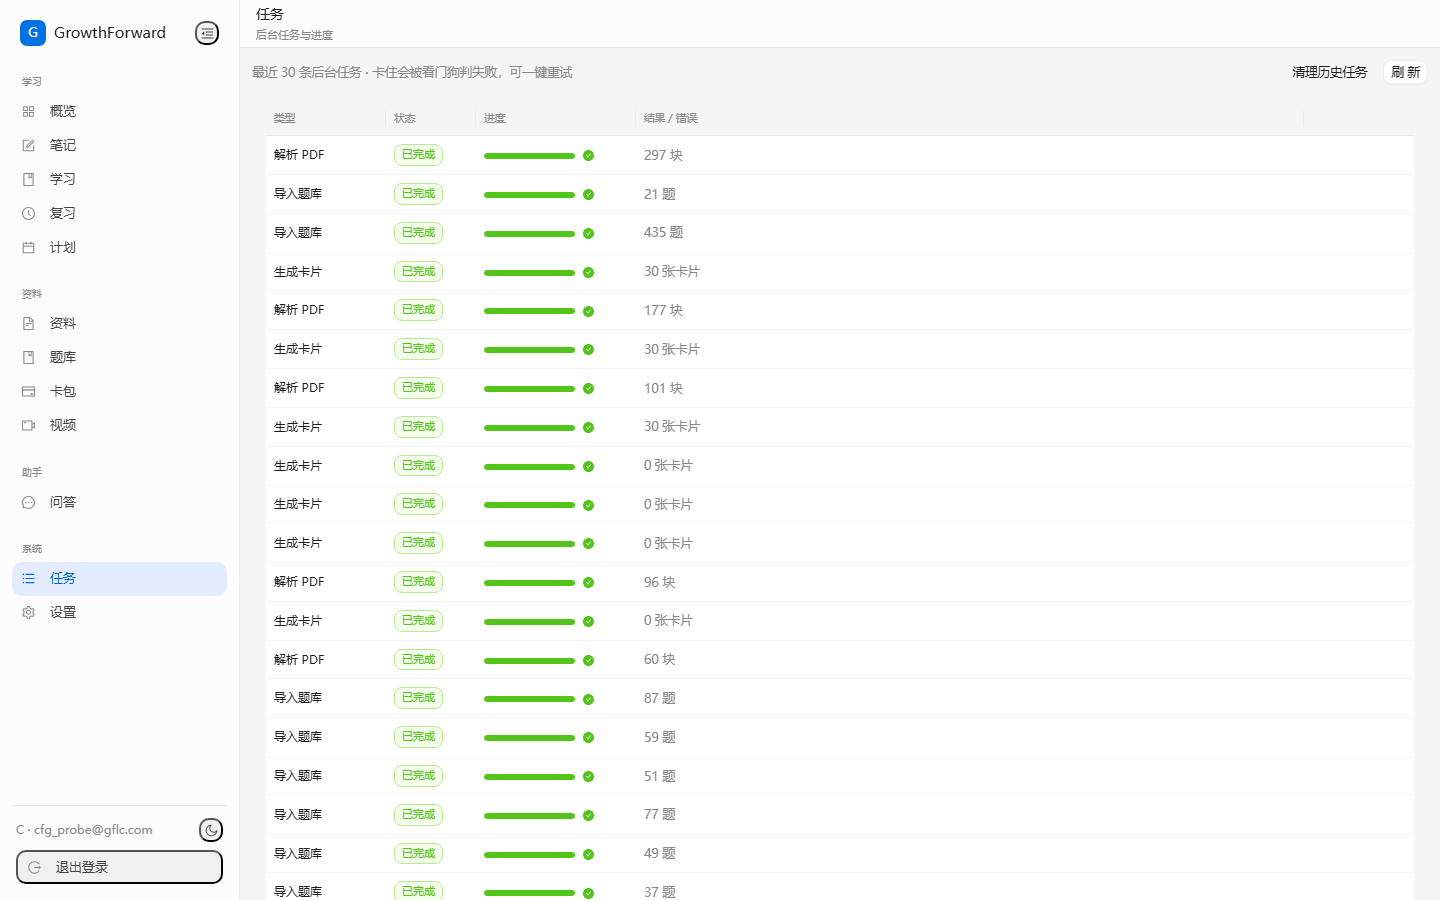 G GrowthForward
学习
概览
笔记
学习
复习
计划
资料
资料
题库
卡包
视频
助手
问答
系统
任务
设置
C · cfg_probe@gflc.com
退出登录
任务
后台任务与进度
最近 30 条后台任务 · 卡住会被看门狗判失败，可一键重试
清理历史任务 刷 新
类型 状态 进度 结果 / 错误
解析 PDF 已完成 297 块
导入题库 已完成 21 题
导入题库 已完成 435 题
生成卡片 已完成 30 张卡片
解析 PDF 已完成 177 块
生成卡片 已完成 30 张卡片
解析 PDF 已完成 101 块
生成卡片 已完成 30 张卡片
生成卡片 已完成 0 张卡片
生成卡片 已完成 0 张卡片
生成卡片 已完成 0 张卡片
解析 PDF 已完成 96 块
生成卡片 已完成 0 张卡片
解析 PDF 已完成 60 块
导入题库 已完成 87 题
导入题库 已完成 59 题
导入题库 已完成 51 题
导入题库 已完成 77 题
导入题库 已完成 49 题
导入题库 已完成 37 题